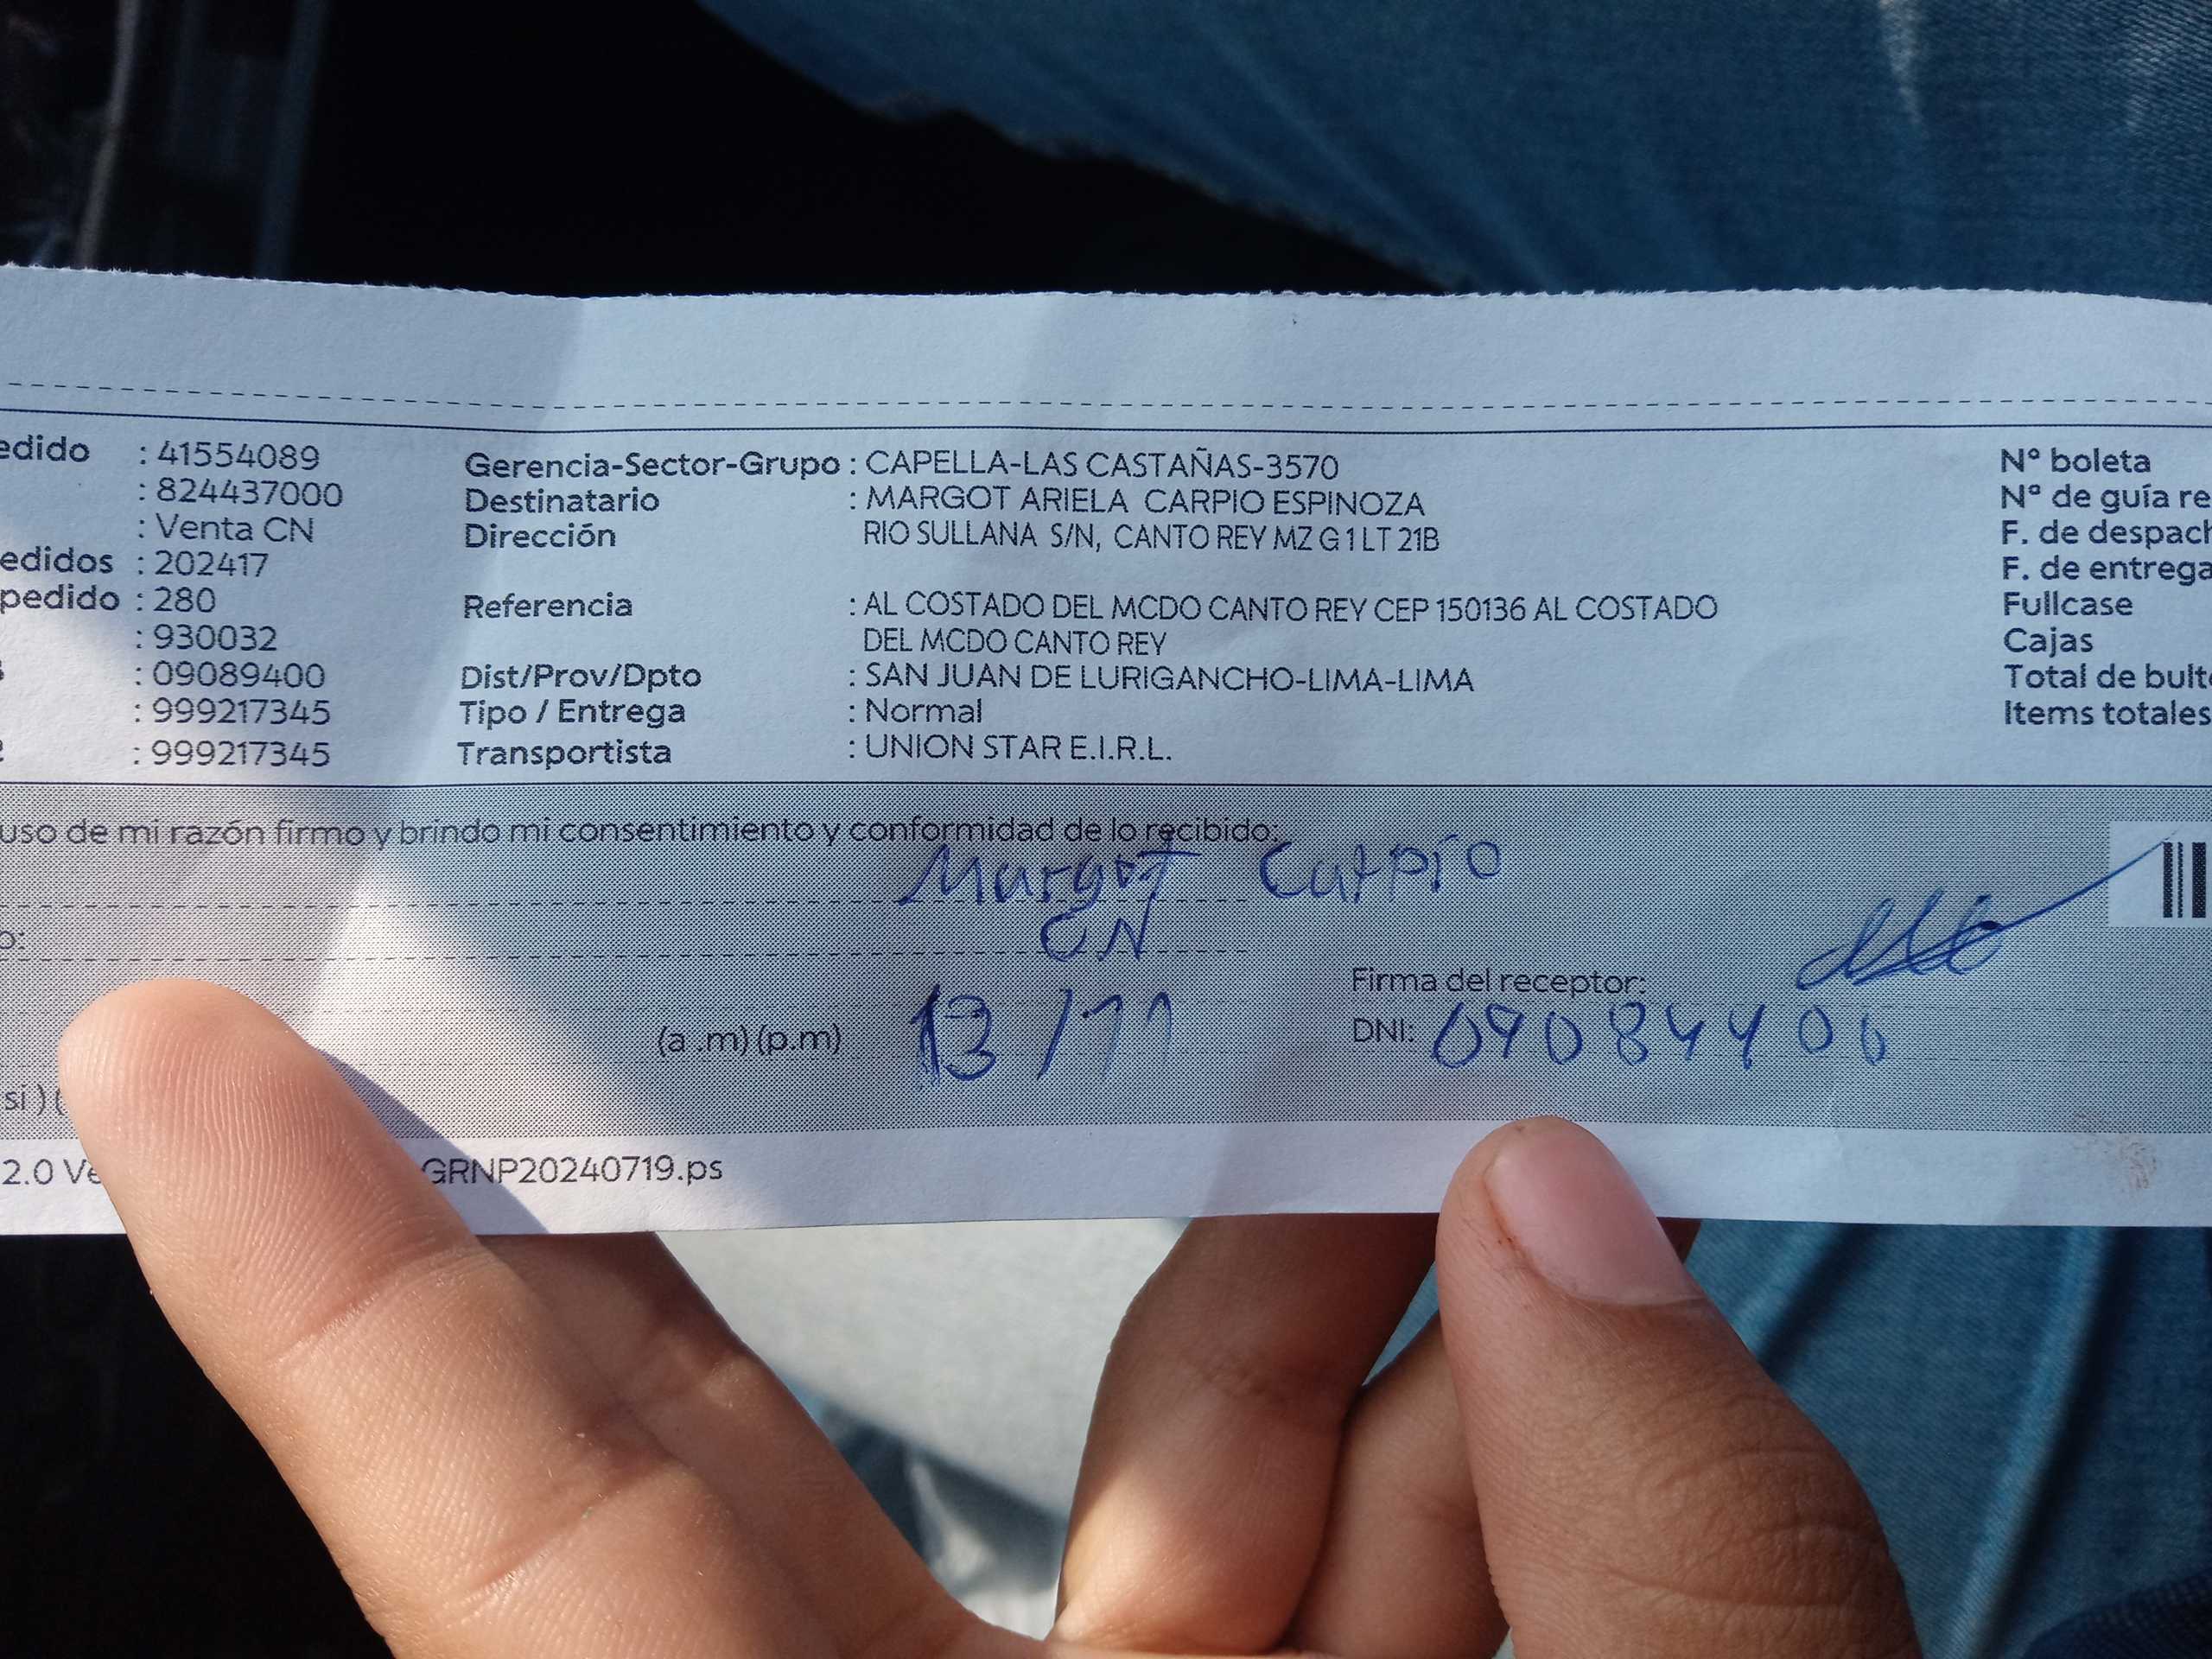 edido : 41554089
: 824437000
: Venta CN
edidos : 202417
pedido : 280
: 930032
: 09089400
: 999217345
2 : 999217345
Gerencia-Sector-Grupo : CAPELLA-LAS CASTAÑAS-3570
Destinatario : MARGOT ARIELA CARPIO ESPINOZA
Dirección RIO SULLANA S/N, CANTO REY MZ G 1 LT 21B
Referencia : AL COSTADO DEL MCDO CANTO REY CEP 150136 AL COSTADO
DEL MCDO CANTO REY
Dist/Prov/Dpto : SAN JUAN DE LURIGANCHO-LIMA-LIMA
Tipo / Entrega : Normal
Transportista : UNION STAR E.I.R.L.
Nº boleta
Nº de guía re
F. de despach
F. de entrega
Fullcase
Cajas
Total de bult
Items totales
uso de mi razón firmo y brindo mi consentimiento y conformidad de lo recibido:
Margot Carpio
o:
CN
Firma del receptor:
(a .m) (p.m) 13/11
DNI: 09089400
si ) (
2.0 Ve GRNP20240719.ps